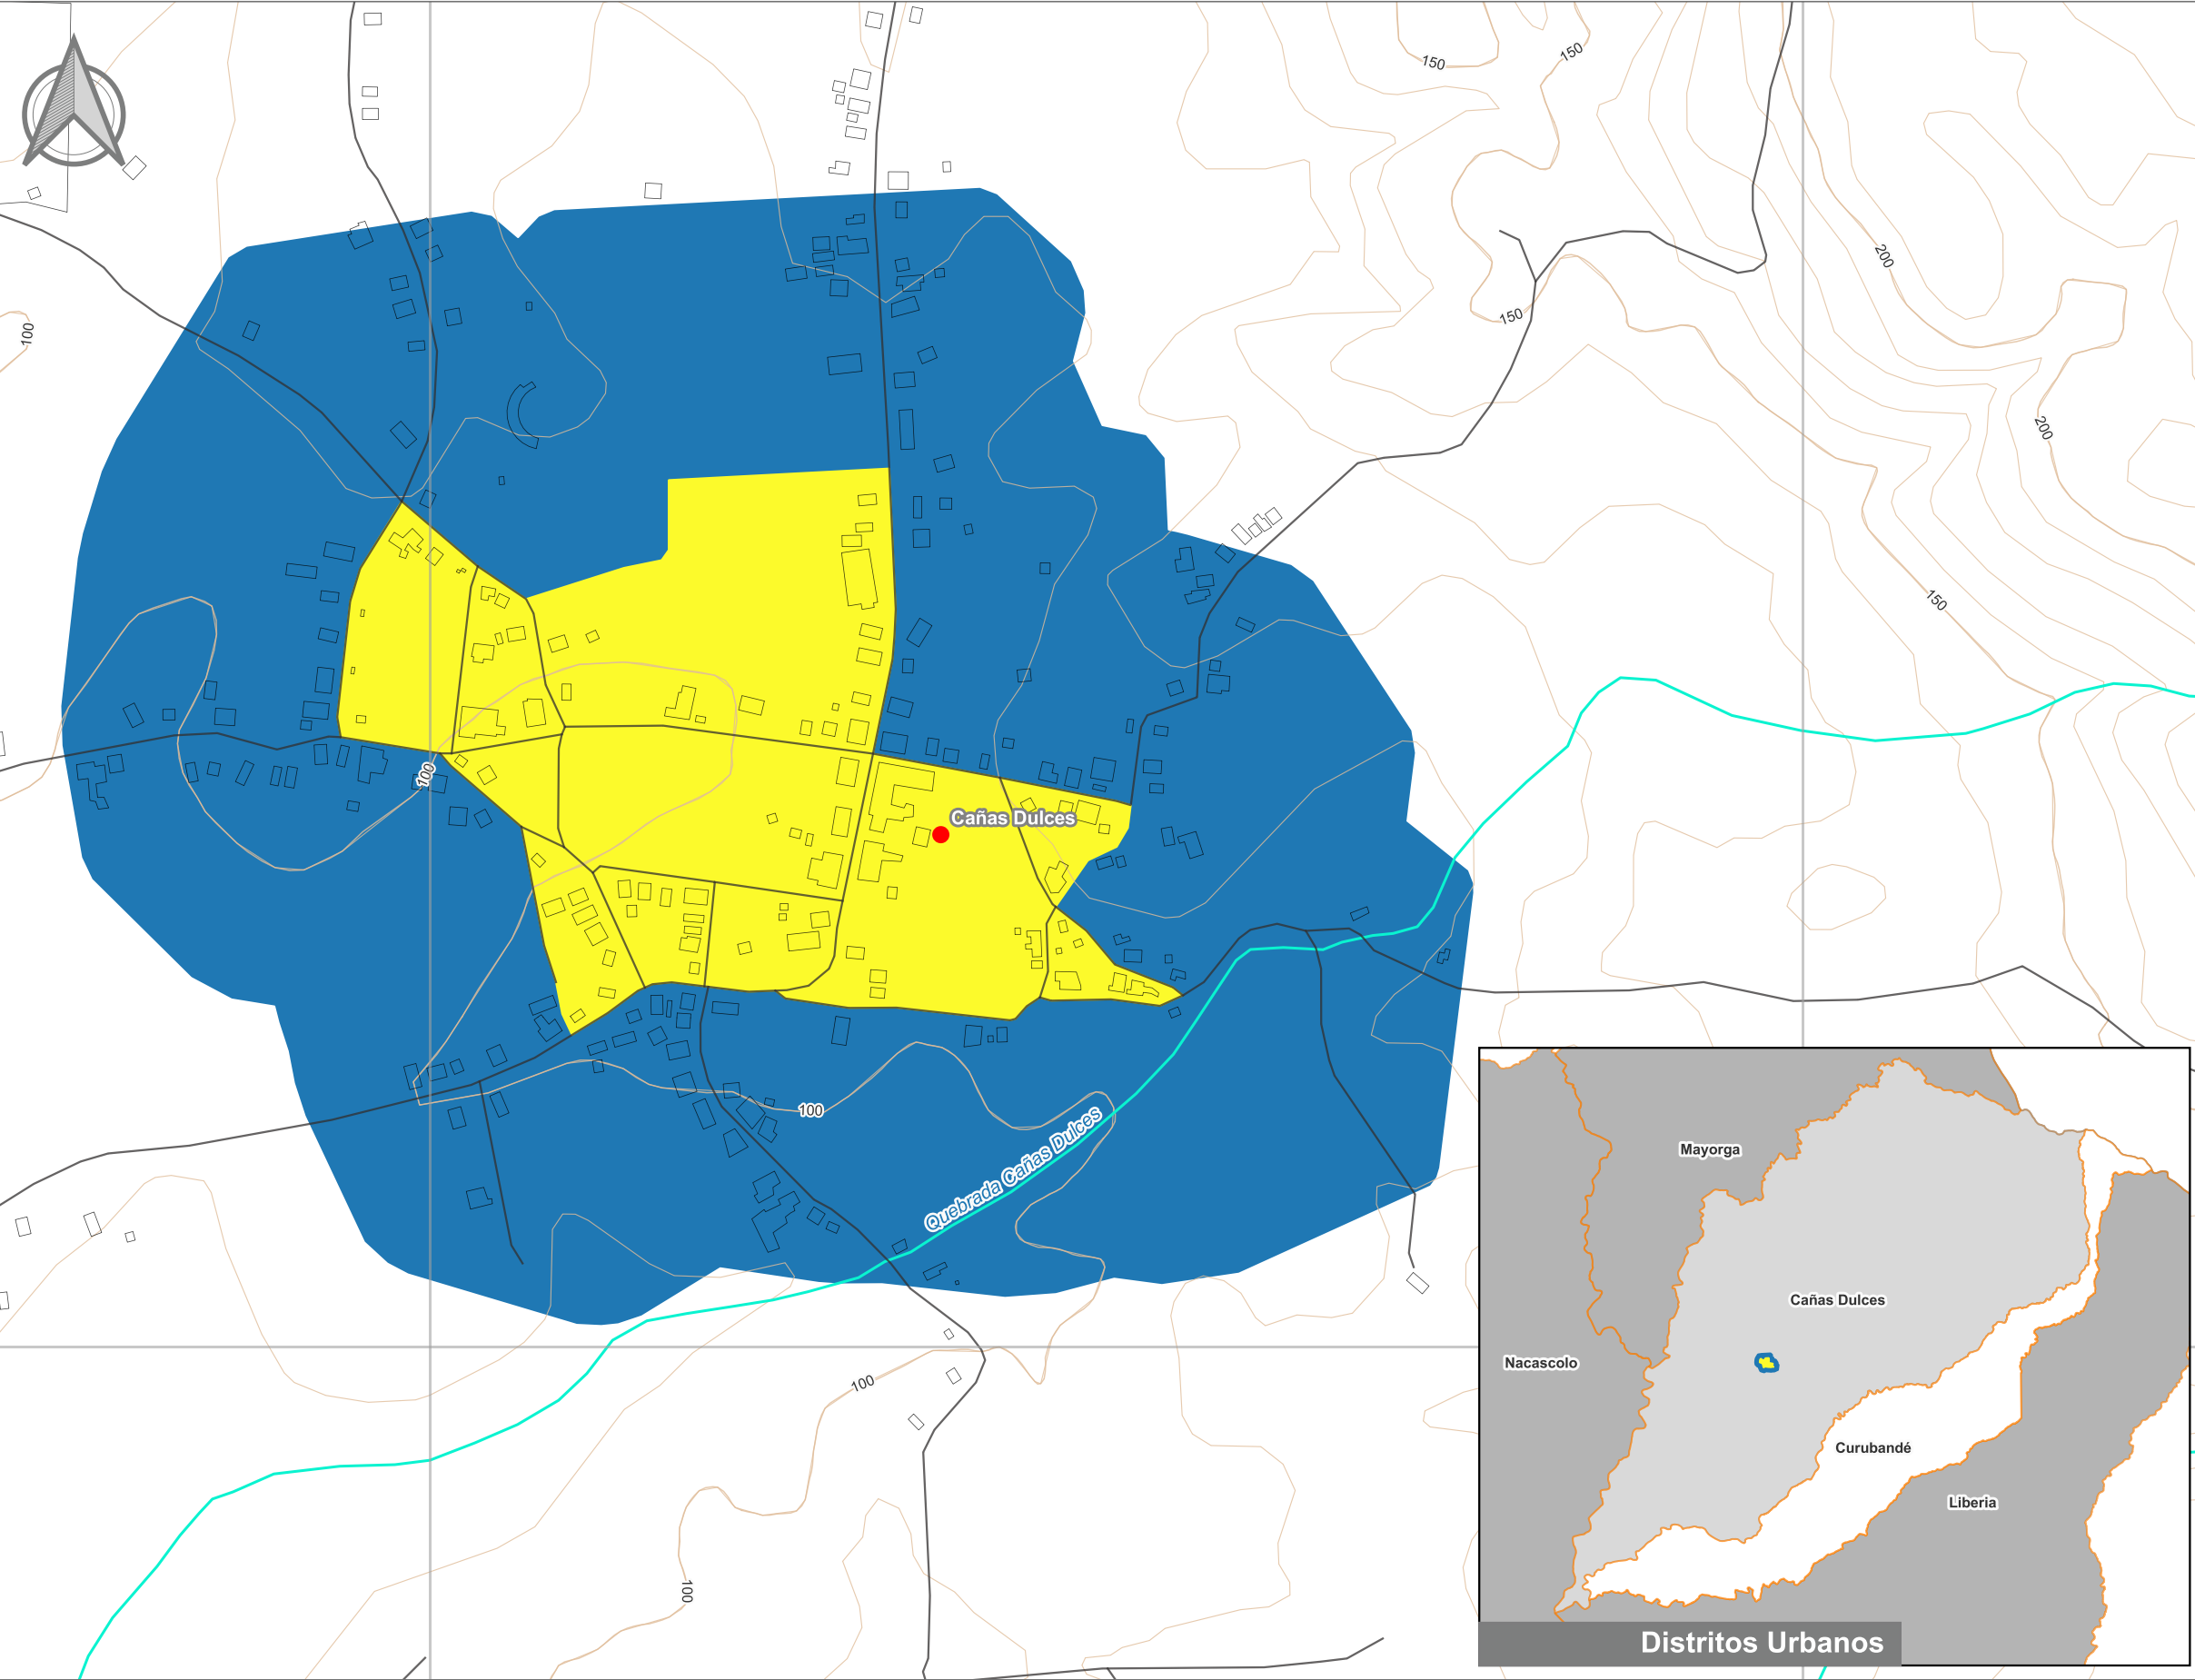 150
150
200
100
150
200
150
Cañas Dulces
100
100
Quebrada Cañas Dulces
100
100
Mayorga
Cañas Dulces
Nacascolo
Curubandé
Liberia
Distritos Urbanos